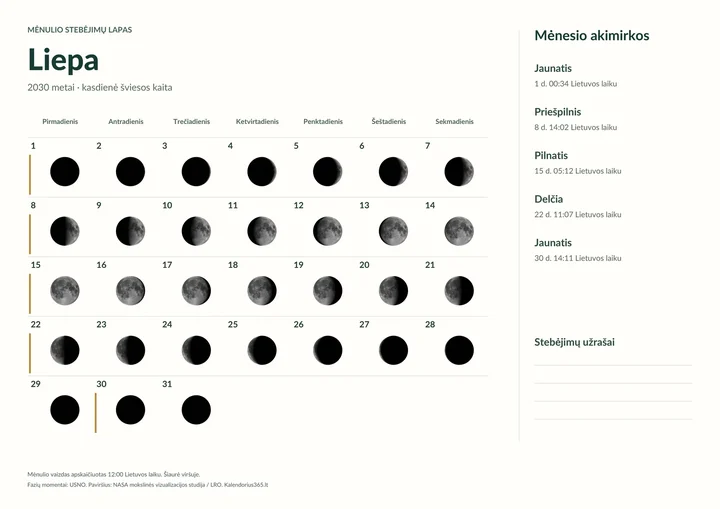 MĖNULIO STEBĖJIMŲ LAPAS
Liepa
2030 metai · kasdienė šviesos kaita
Pirmadienis Antradienis Trečiadienis Ketvirtadienis Penktadienis Šeštadienis Sekmadienis
1 2 3 4 5 6 7
8 9 10 11 12 13 14
15 16 17 18 19 20 21
22 23 24 25 26 27 28
29 30 31
Mėnulio vaizdas apskaičiuotas 12:00 Lietuvos laiku. Šiaurė viršuje.
Fazių momentai: USNO. Paviršius: NASA mokslinės vizualizacijos studija / LRO. Kalendorius365.lt
Mėnesio akimirkos
Jaunatis
1 d. 00:34 Lietuvos laiku
Priešpilnis
8 d. 14:02 Lietuvos laiku
Pilnatis
15 d. 05:12 Lietuvos laiku
Delčia
22 d. 11:07 Lietuvos laiku
Jaunatis
30 d. 14:11 Lietuvos laiku
Stebėjimų užrašai